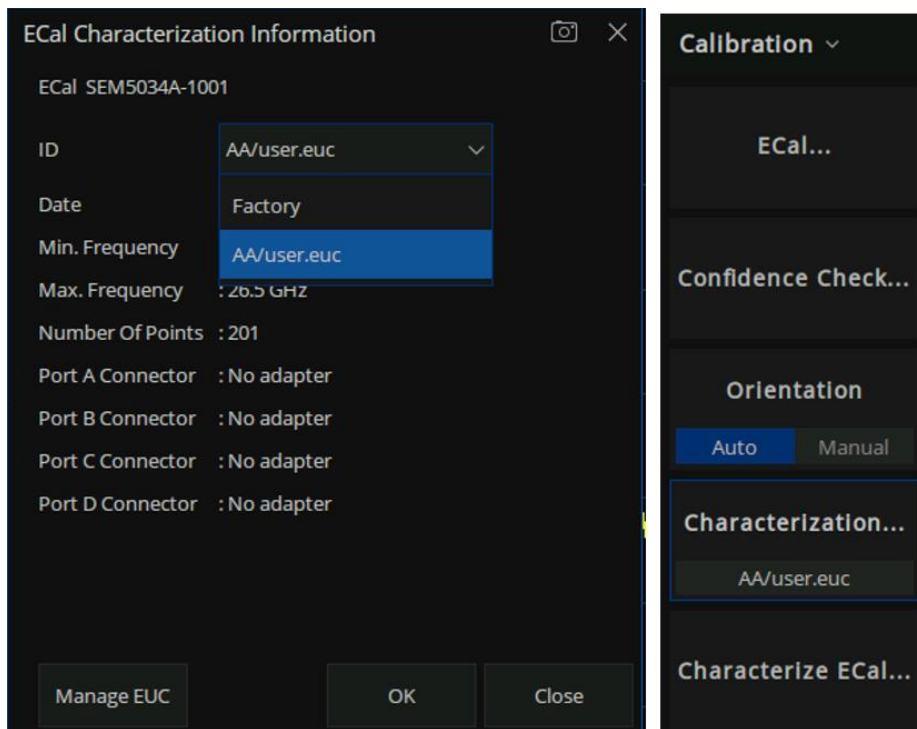 ECal Characterization Information
ECal SEM5034A-1001
ID AA/user.euc
Date Factory
Min. Frequency AA/user.euc
Max. Frequency : 26.5 GHz
Number Of Points : 201
Port A Connector : No adapter
Port B Connector : No adapter
Port C Connector : No adapter
Port D Connector : No adapter
Manage EUC OK Close
Calibration
ECal...
Confidence Check...
Orientation
Auto Manual
Characterization...
AA/user.euc
Characterize ECal...